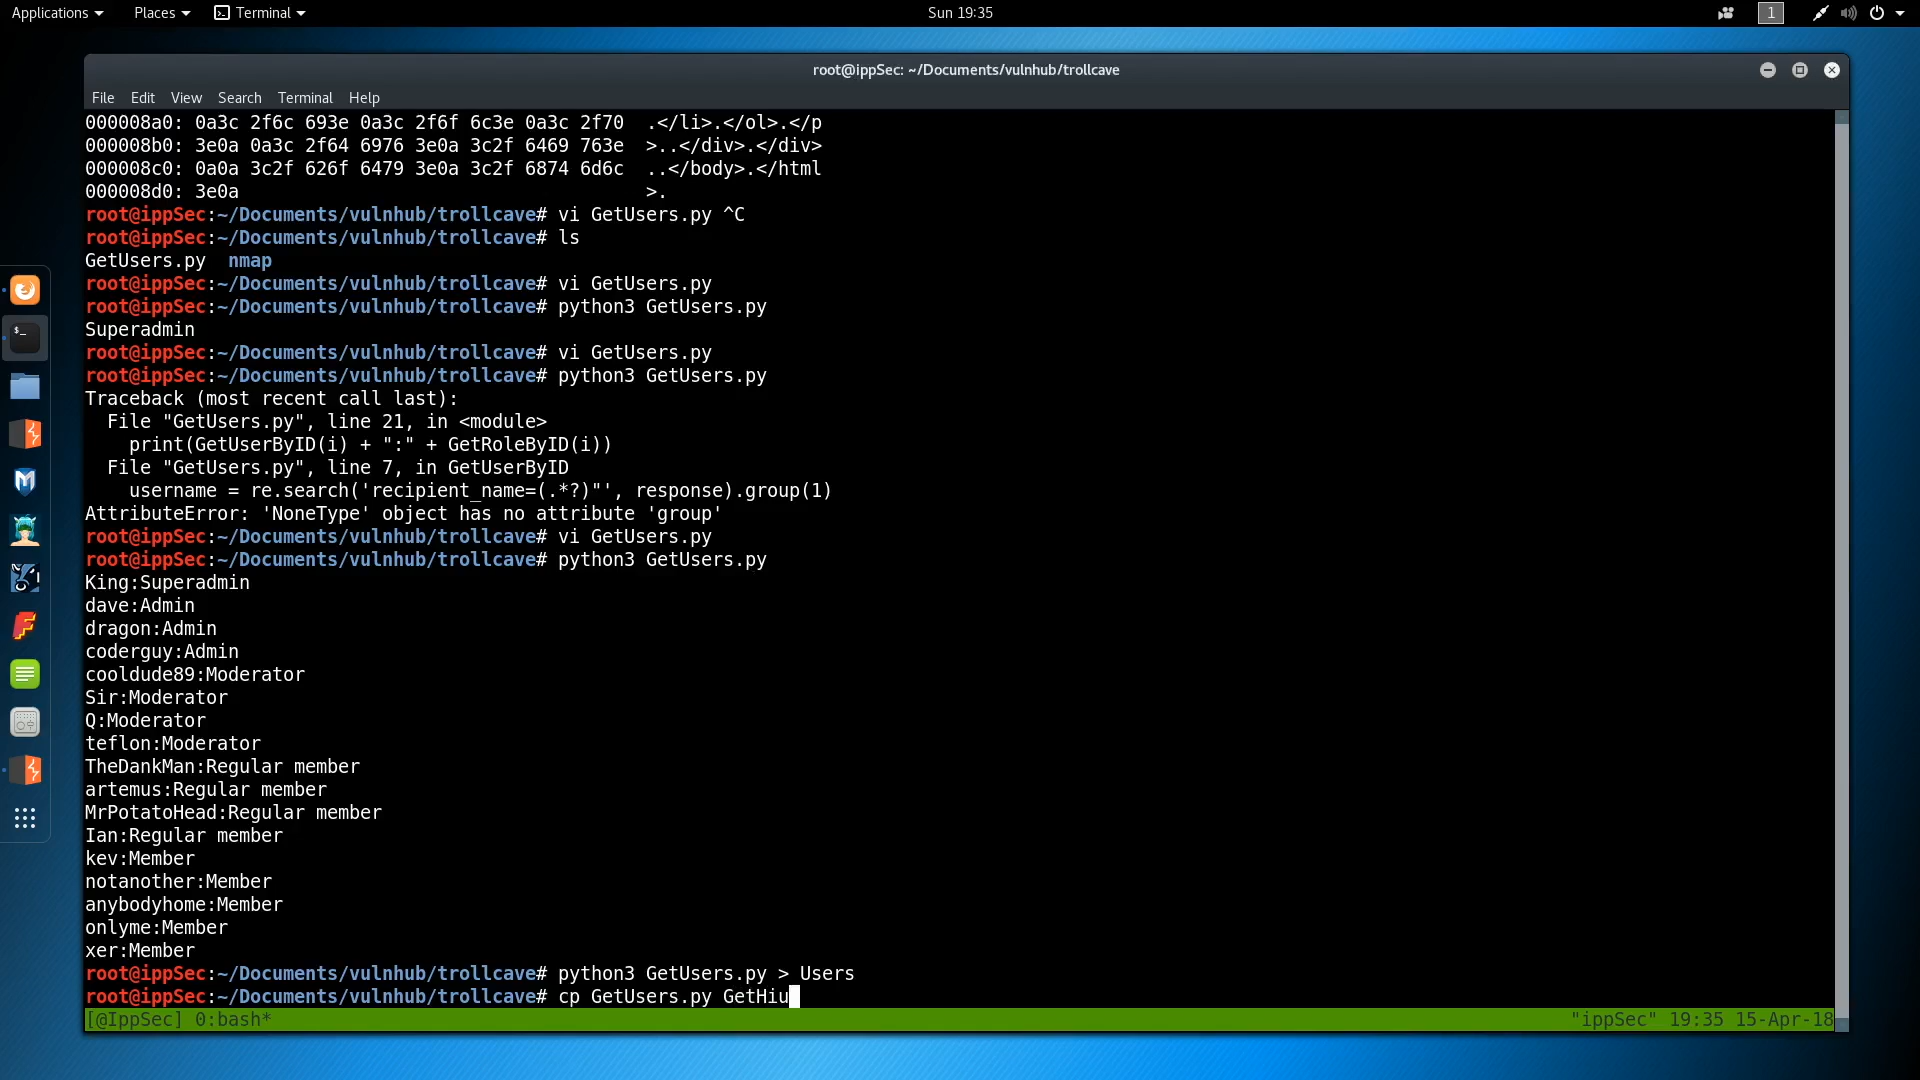 Applications Places Terminal Sun 19:35 1
root@ippSec: ~/Documents/vulnhub/trollcave
File Edit View Search Terminal Help
000008a0: 0a3c 2f6c 693e 0a3c 2f6f 6c3e 0a3c 2f70  .</li>.</ol>.</p
000008b0: 3e0a 0a3c 2f64 6976 3e0a 3c2f 6469 763e  >..</div>.</div>
000008c0: 0a0a 3c2f 626f 6479 3e0a 3c2f 6874 6d6c  ..</body>.</html
000008d0: 3e0a                                     >.
root@ippSec:~/Documents/vulnhub/trollcave# vi GetUsers.py ^C
root@ippSec:~/Documents/vulnhub/trollcave# ls
GetUsers.py  nmap
root@ippSec:~/Documents/vulnhub/trollcave# vi GetUsers.py
root@ippSec:~/Documents/vulnhub/trollcave# python3 GetUsers.py
Superadmin
root@ippSec:~/Documents/vulnhub/trollcave# vi GetUsers.py
root@ippSec:~/Documents/vulnhub/trollcave# python3 GetUsers.py
Traceback (most recent call last):
  File "GetUsers.py", line 21, in <module>
    print(GetUserByID(i) + ":" + GetRoleByID(i))
  File "GetUsers.py", line 7, in GetUserByID
    username = re.search('recipient_name=(.*?)"', response).group(1)
AttributeError: 'NoneType' object has no attribute 'group'
root@ippSec:~/Documents/vulnhub/trollcave# vi GetUsers.py
root@ippSec:~/Documents/vulnhub/trollcave# python3 GetUsers.py
King:Superadmin
dave:Admin
dragon:Admin
coderguy:Admin
cooldude89:Moderator
Sir:Moderator
Q:Moderator
teflon:Moderator
TheDankMan:Regular member
artemus:Regular member
MrPotatoHead:Regular member
Ian:Regular member
kev:Member
notanother:Member
anybodyhome:Member
onlyme:Member
xer:Member
root@ippSec:~/Documents/vulnhub/trollcave# python3 GetUsers.py > Users
root@ippSec:~/Documents/vulnhub/trollcave# cp GetUsers.py GetHiu
[@IppSec] 0:bash* "ippSec" 19:35 15-Apr-18